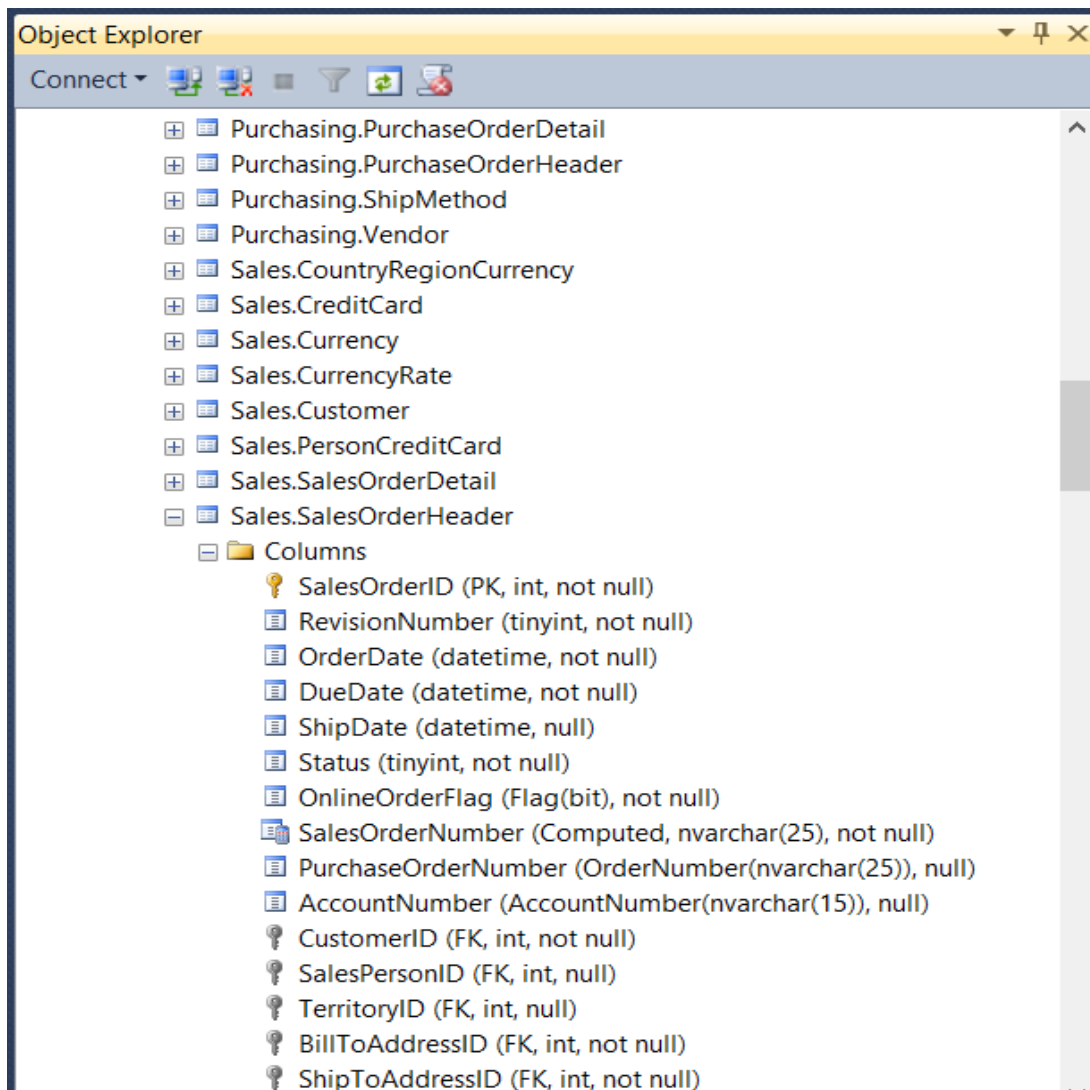 Object Explorer
Connect
Purchasing.PurchaseOrderDetail
Purchasing.PurchaseOrderHeader
Purchasing.ShipMethod
Purchasing.Vendor
Sales.CountryRegionCurrency
Sales.CreditCard
Sales.Currency
Sales.CurrencyRate
Sales.Customer
Sales.PersonCreditCard
Sales.SalesOrderDetail
Sales.SalesOrderHeader
Columns
SalesOrderID (PK, int, not null)
RevisionNumber (tinyint, not null)
OrderDate (datetime, not null)
DueDate (datetime, not null)
ShipDate (datetime, null)
Status (tinyint, not null)
OnlineOrderFlag (Flag(bit), not null)
SalesOrderNumber (Computed, nvarchar(25), not null)
PurchaseOrderNumber (OrderNumber(nvarchar(25)), null)
AccountNumber (AccountNumber(nvarchar(15)), null)
CustomerID (FK, int, not null)
SalesPersonID (FK, int, null)
TerritoryID (FK, int, null)
BillToAddressID (FK, int, not null)
ShipToAddressID (FK, int, not null)